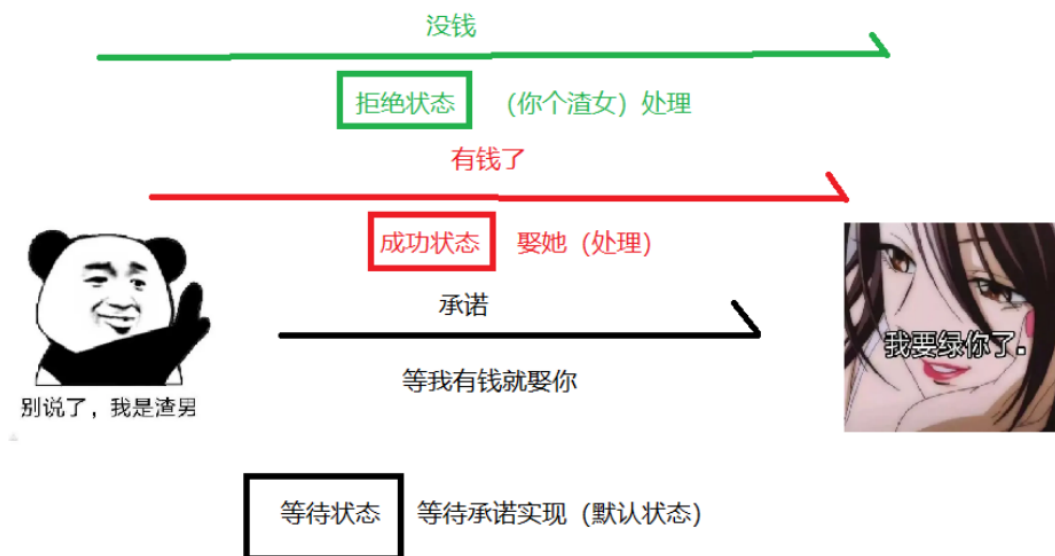 没钱
拒绝状态 （你个渣女）处理
有钱了
成功状态 娶她（处理）
承诺
我要绿你了.
等我有钱就娶你
别说了，我是渣男
等待状态 等待承诺实现（默认状态）